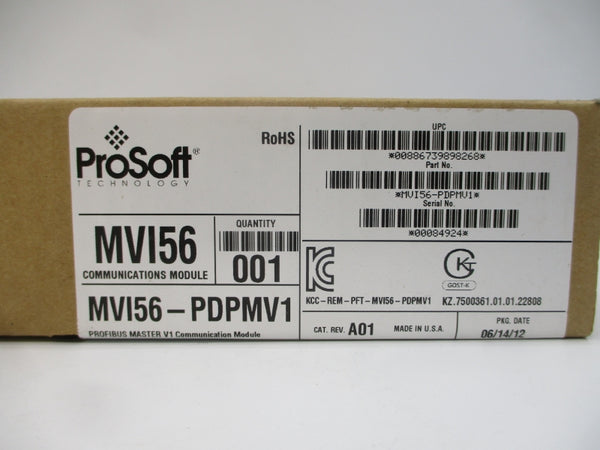 ProSoft®
TECHNOLOGY
RoHS
MVI56
COMMUNICATIONS MODULE
QUANTITY
001
MVI56-PDPMV1
PROFIBUS MASTER V1 Communication Module
UPC
*00886739898268*
Part No.
*MVI56-PDPMV1*
Serial No.
*00084924*
KC
GOST-K
KCC-REM-PFT-MVI56-PDPMV1
KZ.7500361.01.01.22808
CAT. REV. A01
MADE IN U.S.A.
PKG. DATE
06/14/12